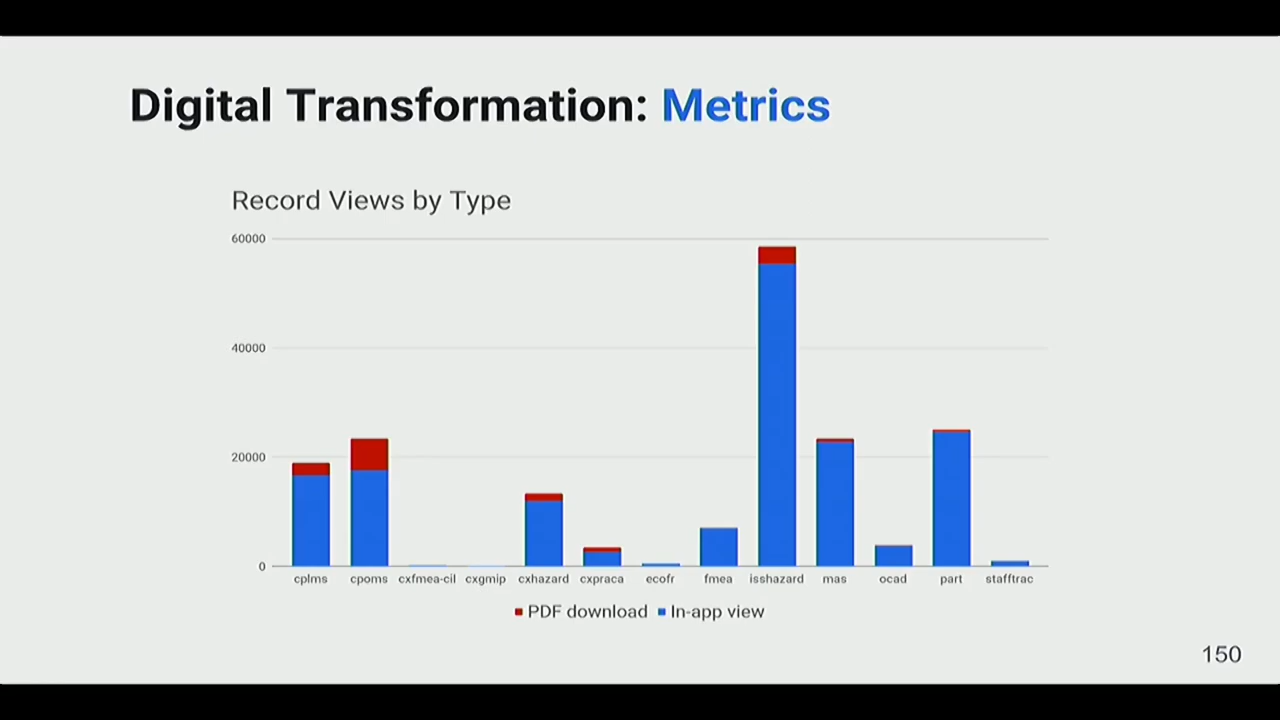 Digital Transformation: Metrics
Record Views by Type
60000
40000
20000
0
cplms cpoms cxfmea-cil cxgmip cxhazard cxpraca ecofr fmea isshazard mas ocad part stafftrac
PDF download In-app view
150